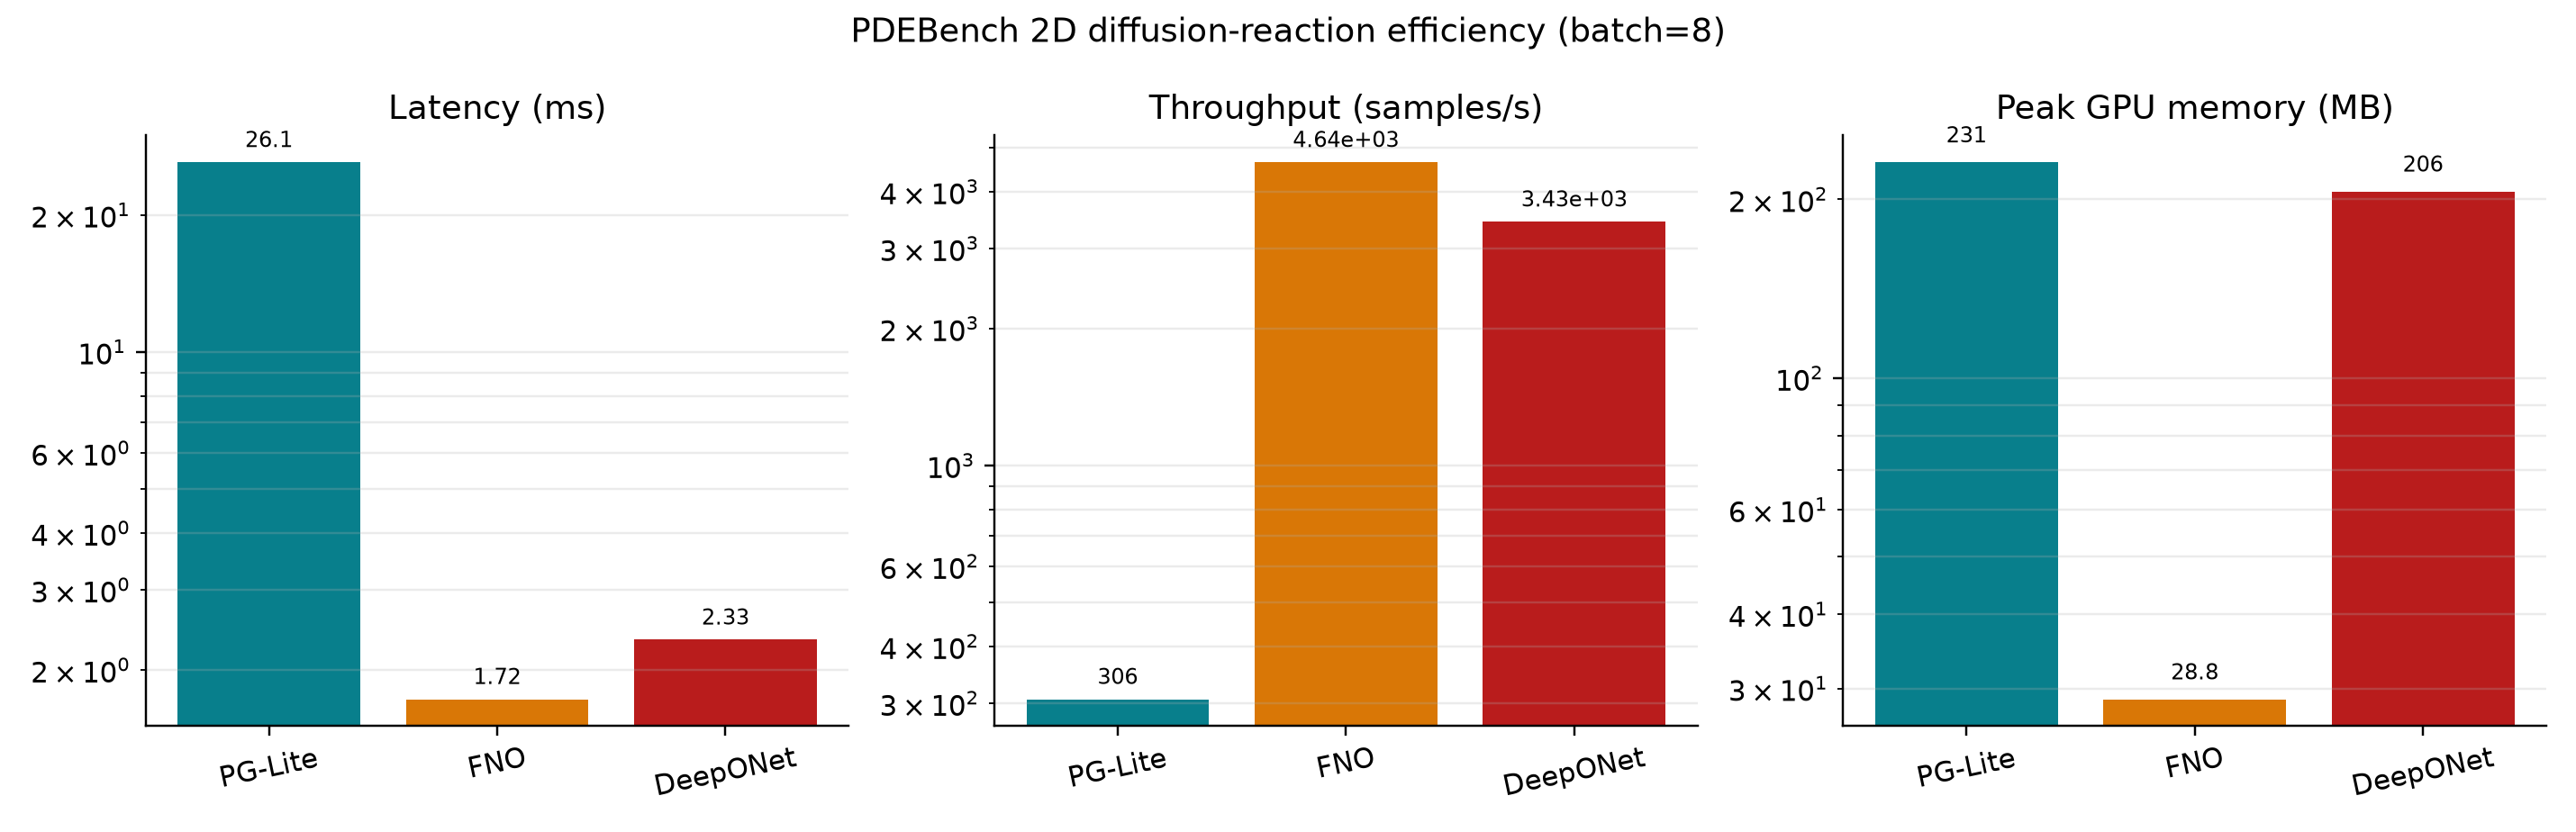 PDEBench 2D diffusion-reaction efficiency (batch=8)
Latency (ms)
26.1
1.72
2.33
2 × 10¹
10¹
6 × 10⁰
4 × 10⁰
3 × 10⁰
2 × 10⁰
PG-Lite
FNO
DeepONet
Throughput (samples/s)
4.64e+03
3.43e+03
306
4 × 10³
3 × 10³
2 × 10³
10³
6 × 10²
4 × 10²
3 × 10²
PG-Lite
FNO
DeepONet
Peak GPU memory (MB)
231
206
28.8
2 × 10²
10²
6 × 10¹
4 × 10¹
3 × 10¹
PG-Lite
FNO
DeepONet